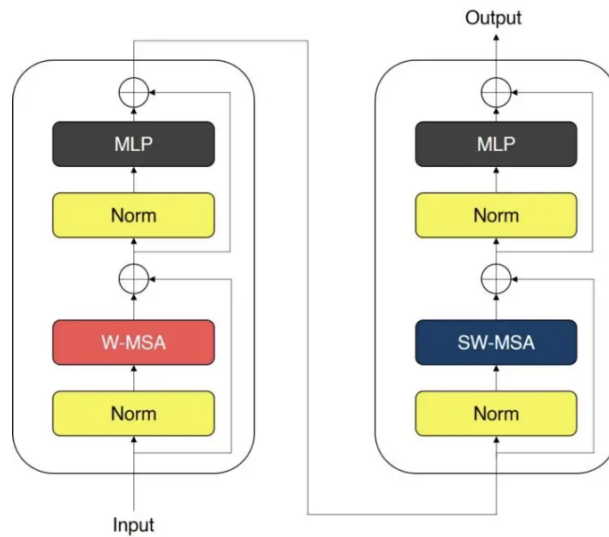 Output
MLP
Norm
W-MSA
Norm
Input
MLP
Norm
SW-MSA
Norm